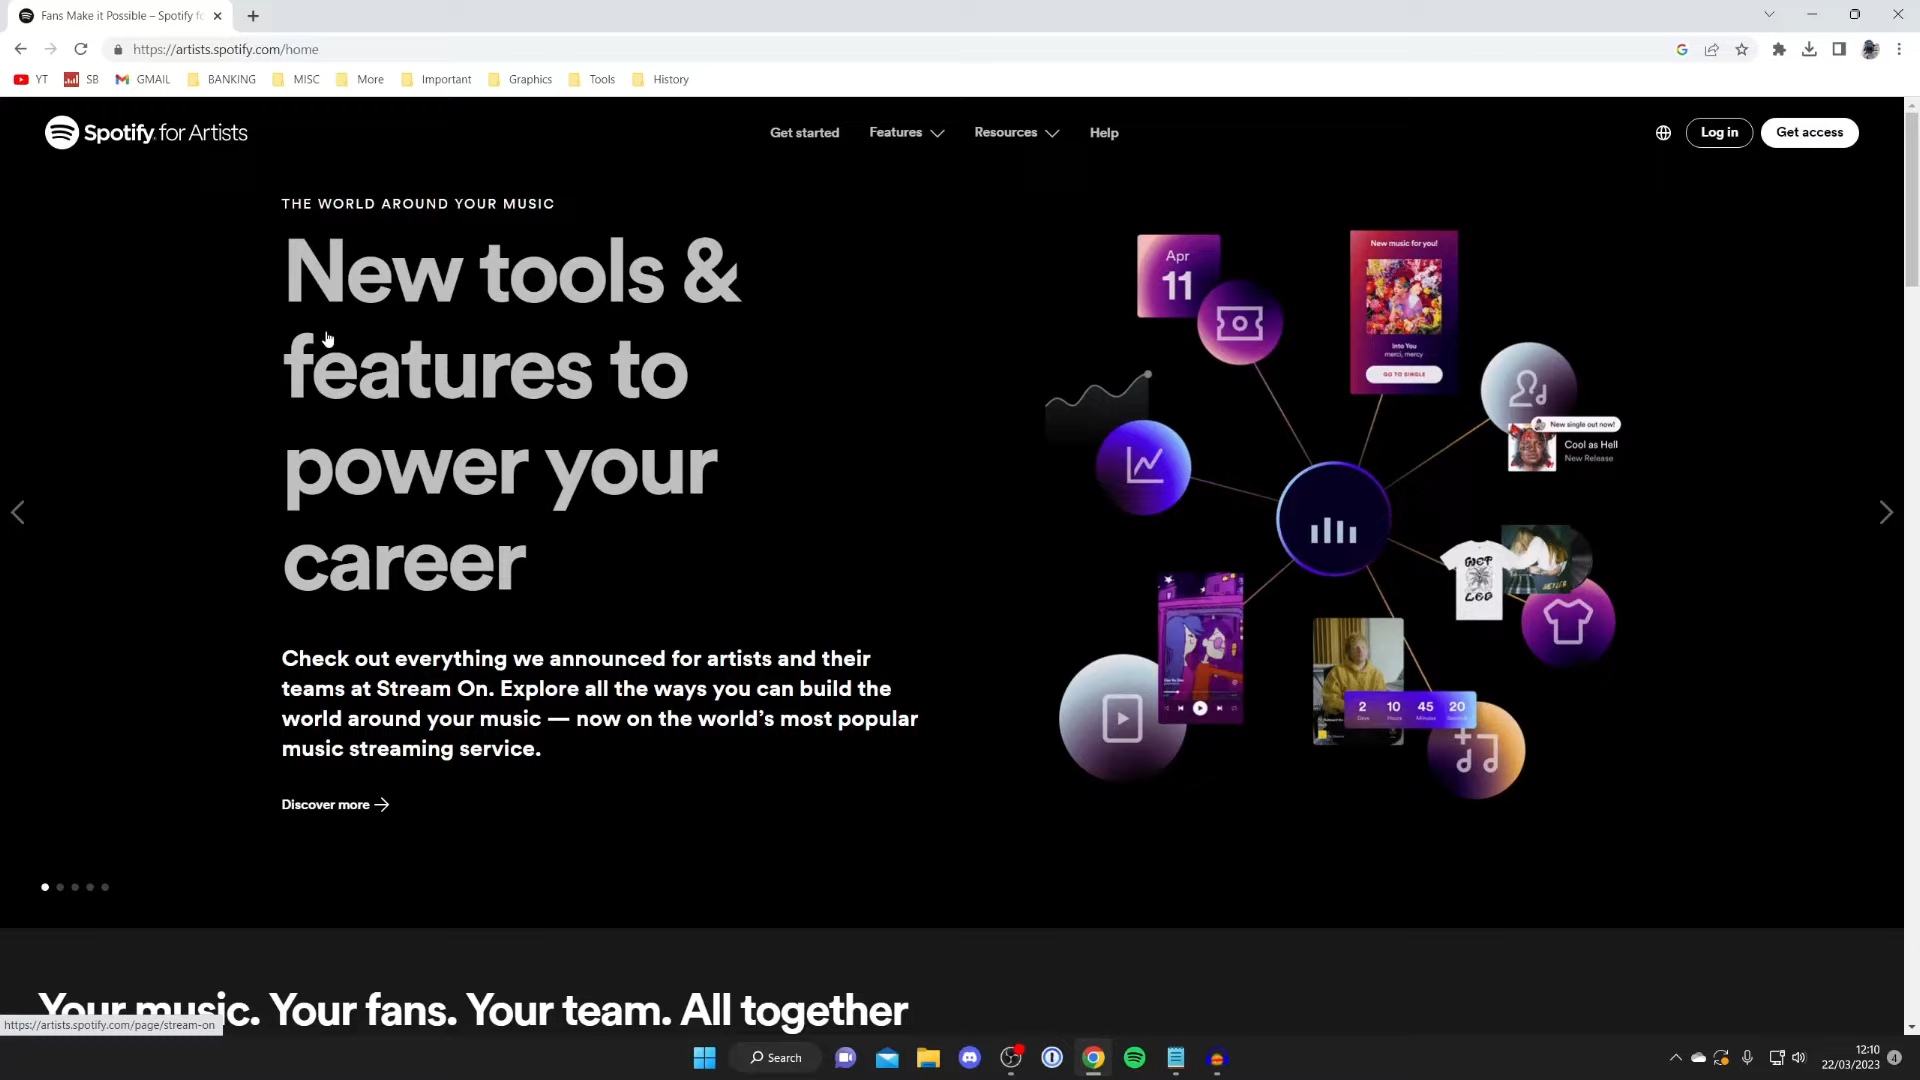 Fans Make it Possible – Spotify fo
https://artists.spotify.com/home
YT
SB
GMAIL
BANKING
MISC
More
Important
Graphics
Tools
History
Spotify for Artists
Get started
Features
Resources
Help
Log in
Get access
THE WORLD AROUND YOUR MUSIC
New tools &
features to
power your
career
Check out everything we announced for artists and their
teams at Stream On. Explore all the ways you can build the
world around your music — now on the world's most popular
music streaming service.
Discover more
Apr
11
New music for you!
Into You
merci, mercy
GO TO SINGLE
New single out now!
Cool as Hell
New Release
2 10 45 20
Days Hours Minutes Seconds
Your music. Your fans. Your team. All together
https://artists.spotify.com/page/stream-on
Search
12:10
22/03/2023
4